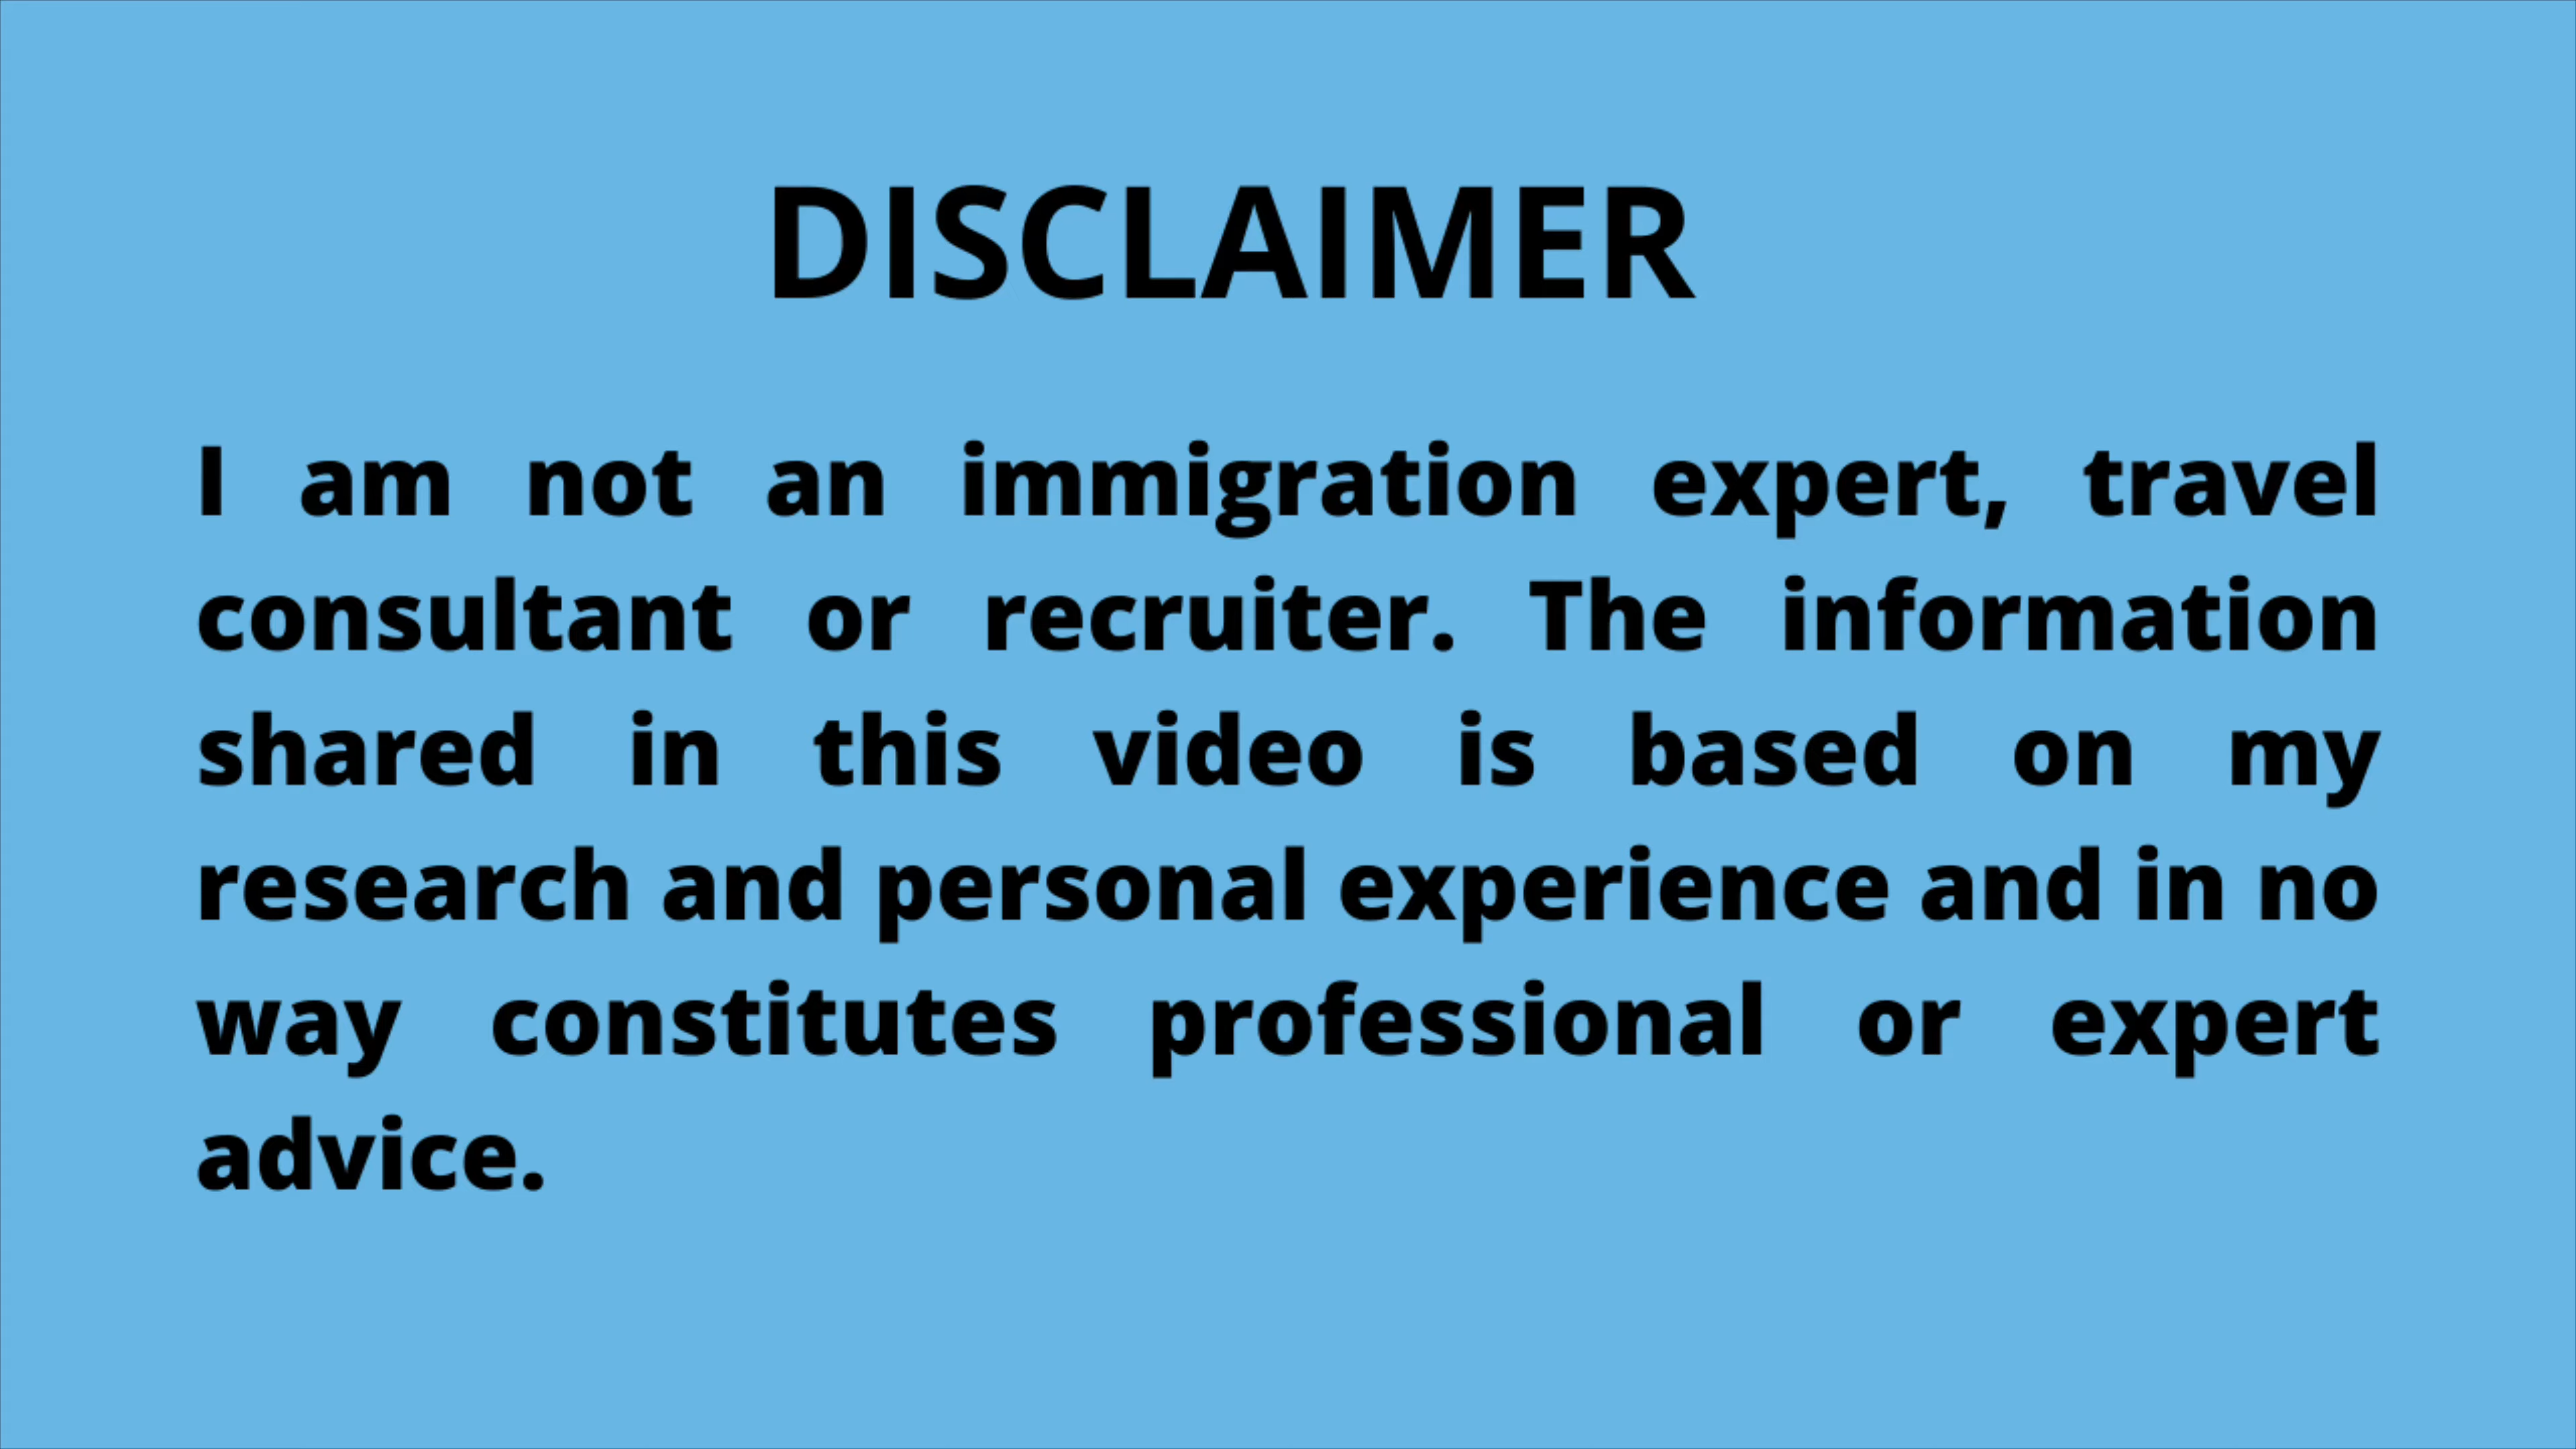 DISCLAIMER
I am not an immigration expert, travel
consultant or recruiter. The information
shared in this video is based on my
research and personal experience and in no
way constitutes professional or expert
advice.